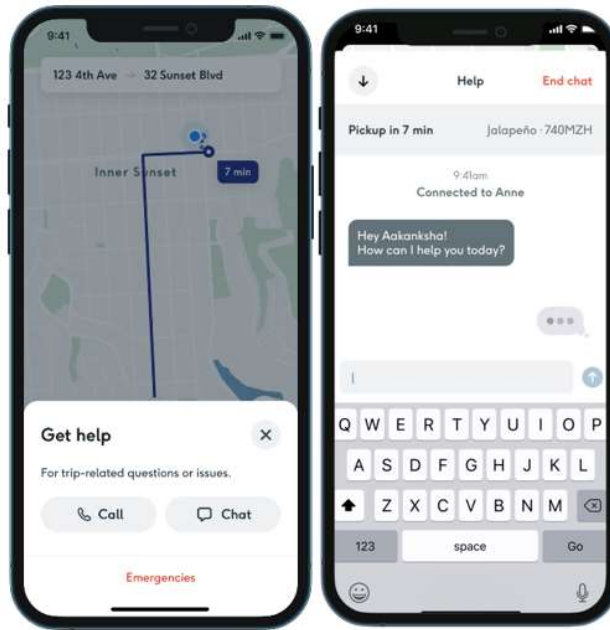 9:41
123 4th Ave → 32 Sunset Blvd
Inner Sunset
7 min
Get help
For trip-related questions or issues.
Call
Chat
Emergencies
9:41
Help
End chat
Pickup in 7 min
Jalapeño · 740MZH
9:41am
Connected to Anne
Hey Aakanksha!
How can I help you today?
Q W E R T Y U I O P
A S D F G H J K L
Z X C V B N M
123
space
Go